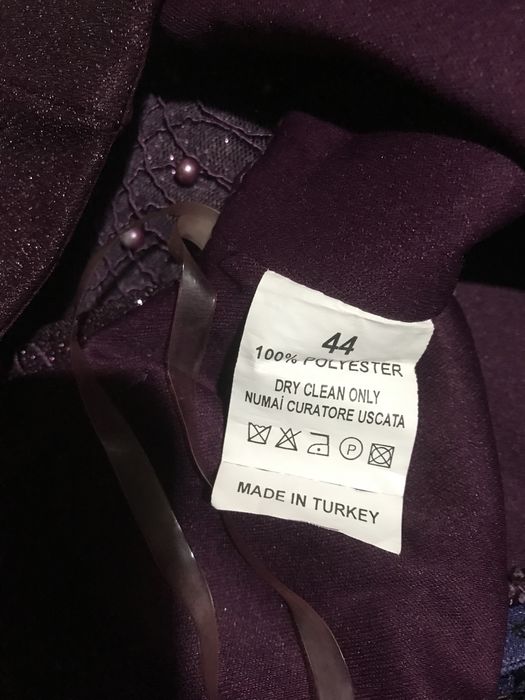 44
100% POLYESTER
DRY CLEAN ONLY
NUMAİ CURATORE USCATA
P
MADE IN TURKEY